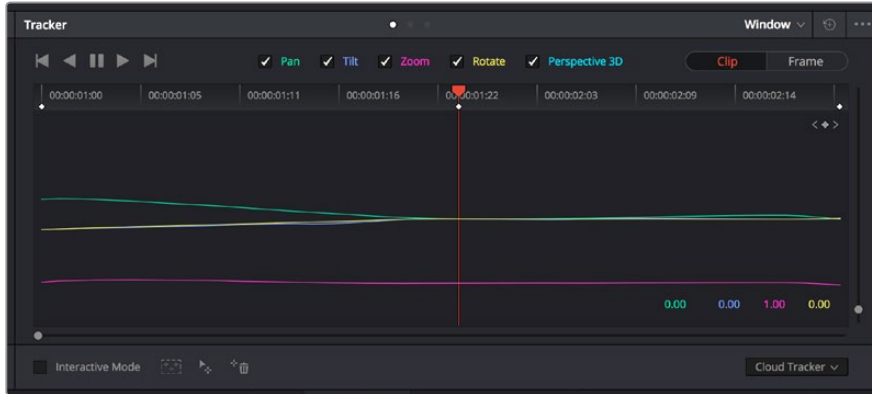 Tracker Window
Pan Tilt Zoom Rotate Perspective 3D Clip Frame
00:00:01:00 00:00:01:05 00:00:01:11 00:00:01:16 00:00:01:22 00:00:02:03 00:00:02:09 00:00:02:14
0.00 0.00 1.00 0.00
Interactive Mode Cloud Tracker